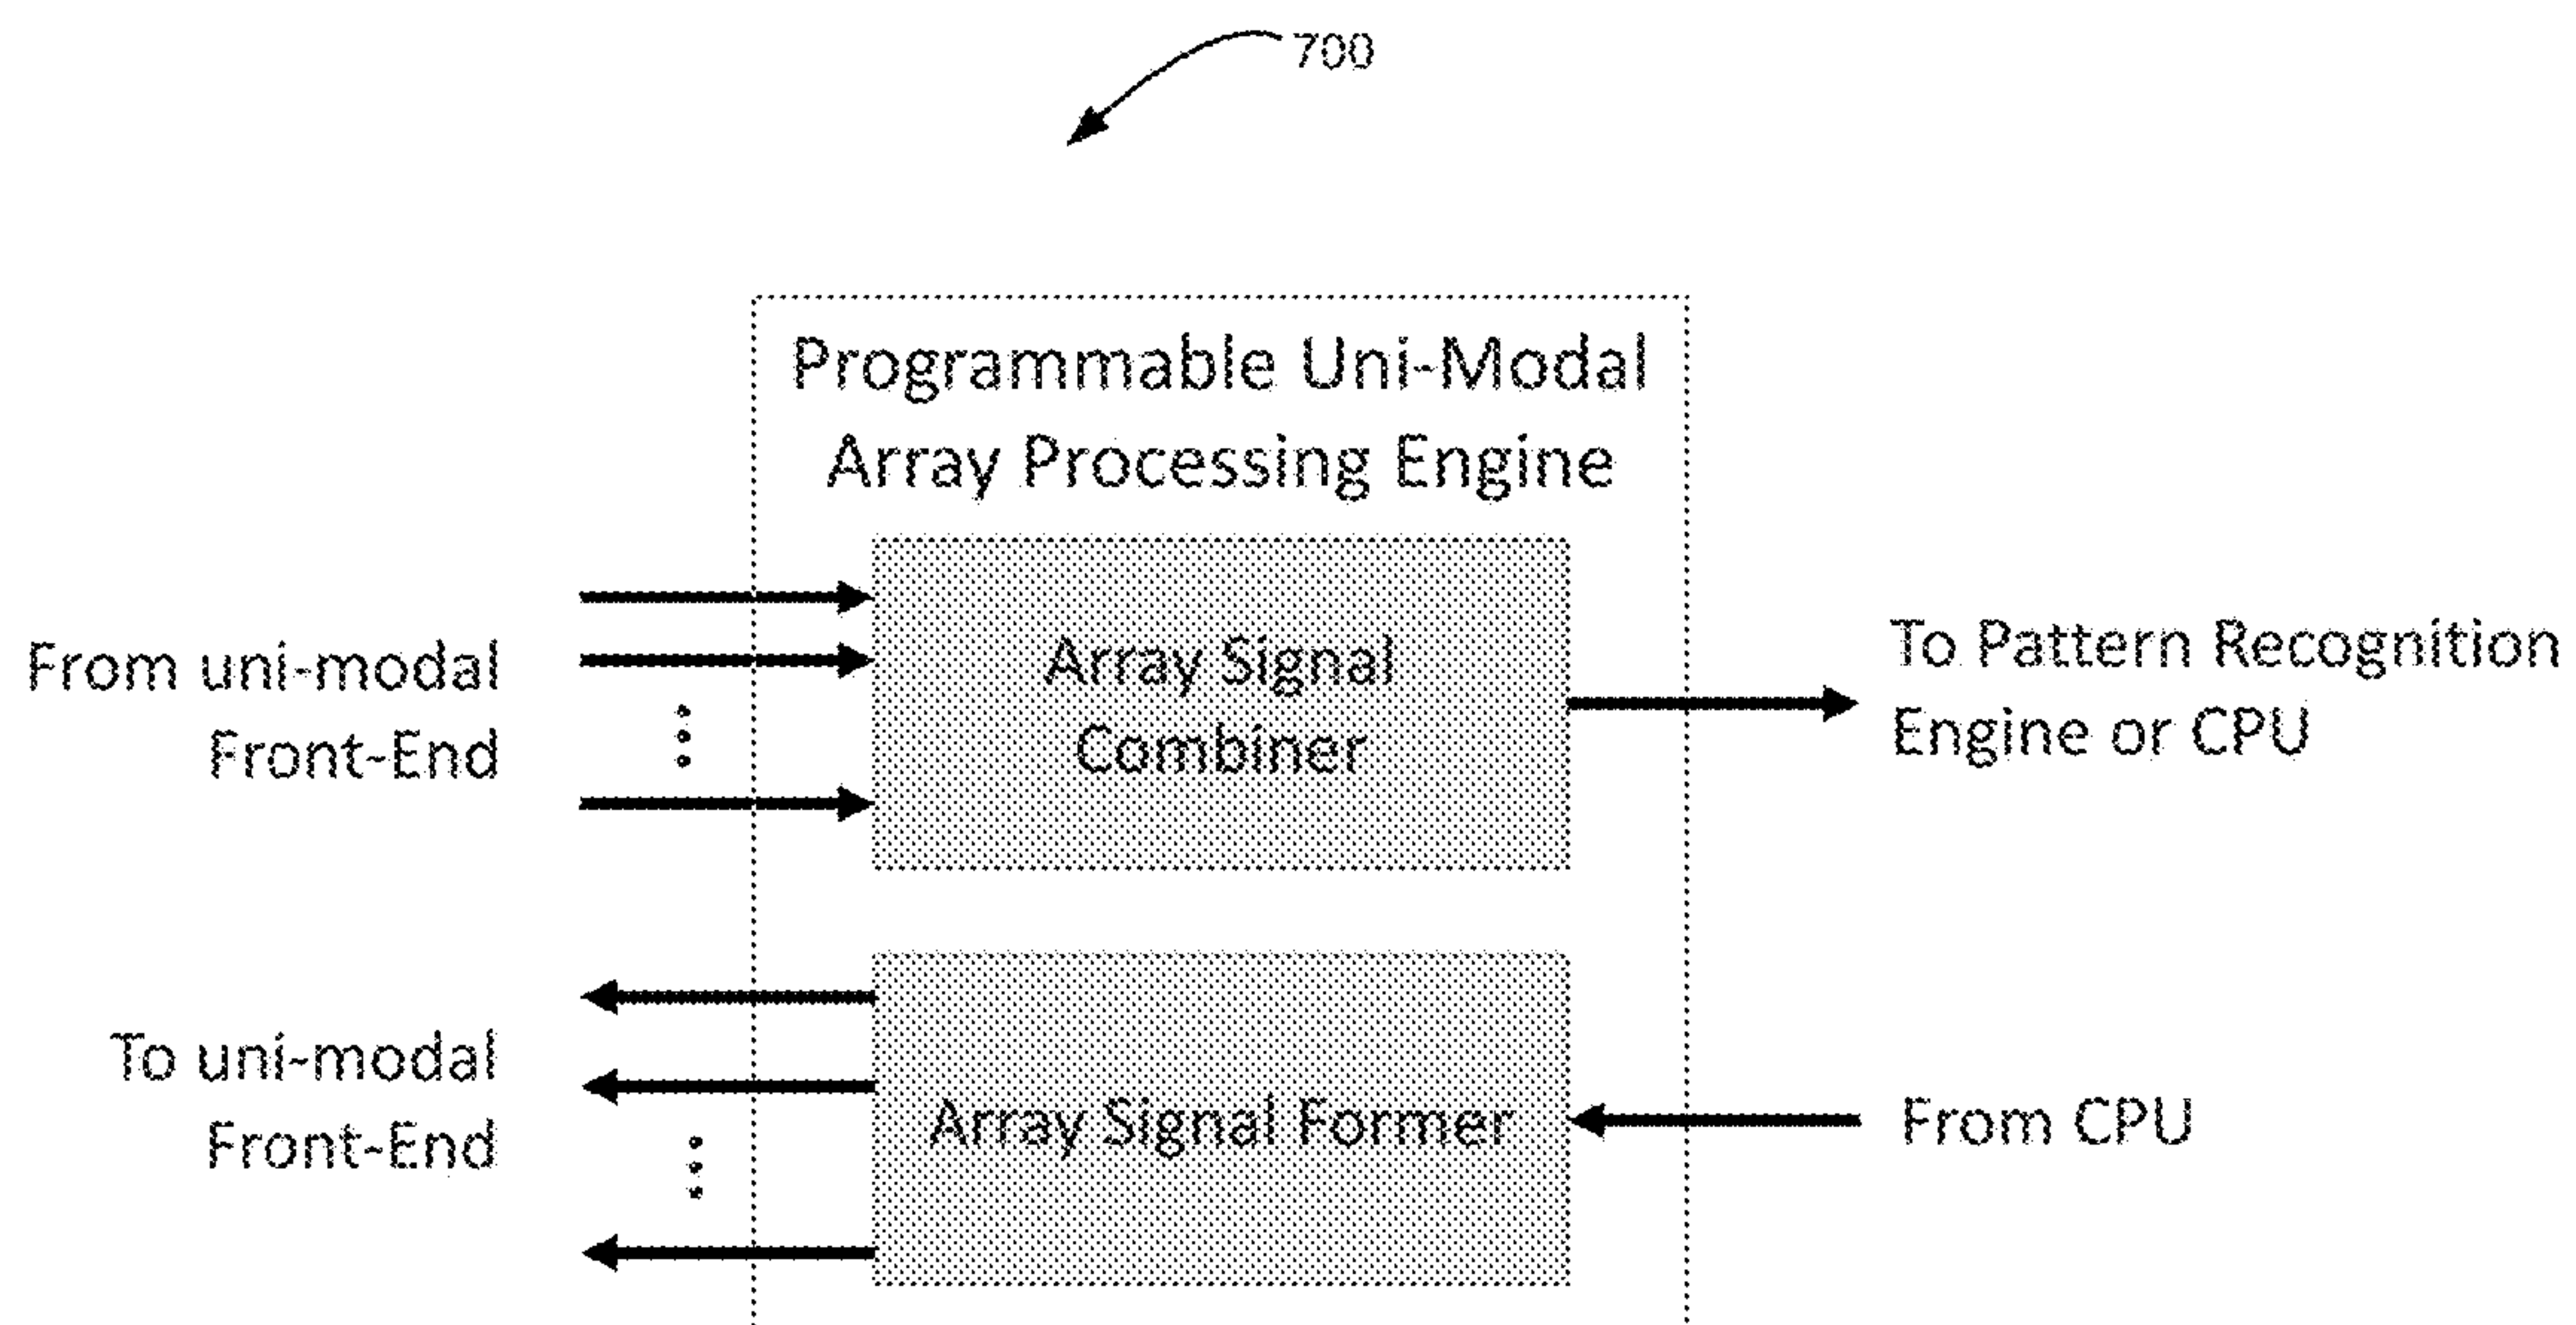 700
Programmable Uni-Modal
Array Processing Engine
From uni-modal
Front-End
Array Signal
Combiner
To Pattern Recognition
Engine or CPU
To uni-modal
Front-End
Array Signal Former
From CPU